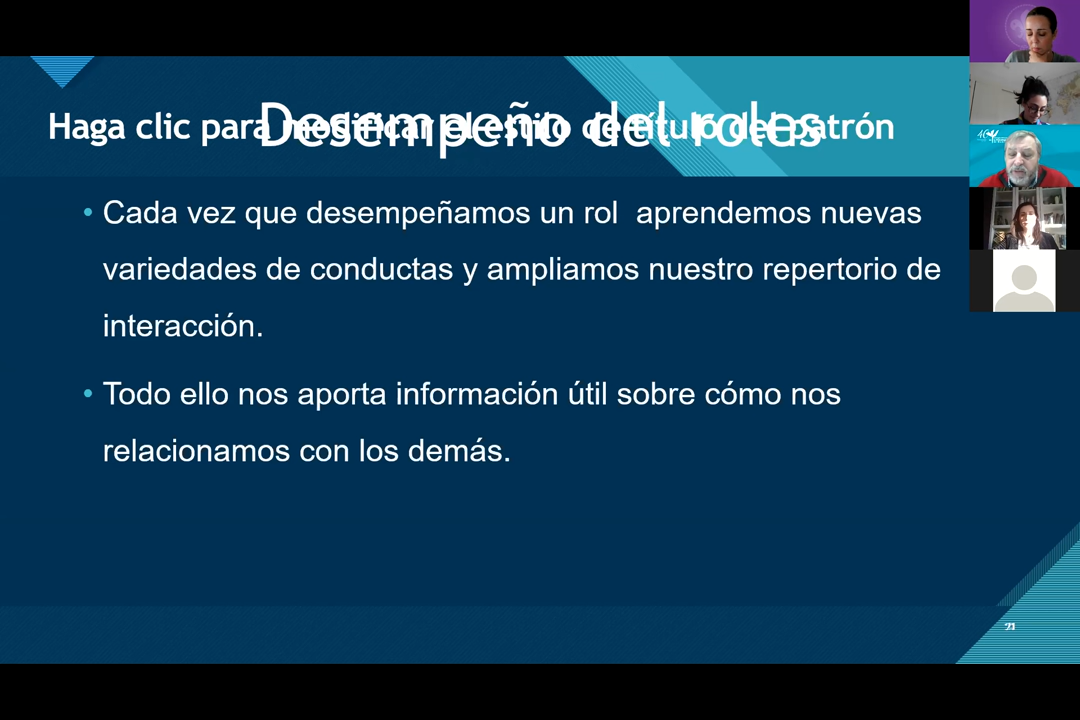 Haga clic para modificar el estilo de título del patrón
Desempeño del roles
• Cada vez que desempeñamos un rol aprendemos nuevas
variedades de conductas y ampliamos nuestro repertorio de
interacción.
• Todo ello nos aporta información útil sobre cómo nos
relacionamos con los demás.